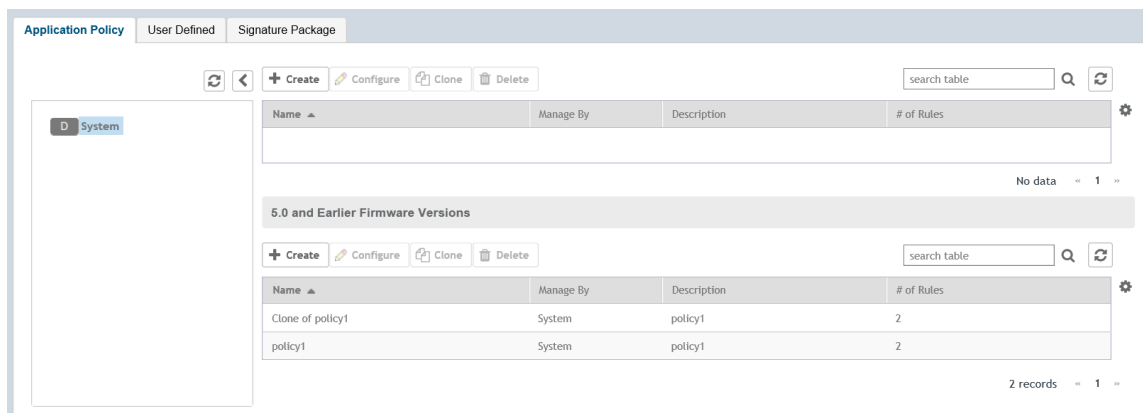 Application Policy User Defined Signature Package
+ Create Configure Clone Delete search table
D System
Name ▲ Manage By Description # of Rules
No data « 1 »
5.0 and Earlier Firmware Versions
+ Create Configure Clone Delete search table
Name ▲ Manage By Description # of Rules
Clone of policy1 System policy1 2
policy1 System policy1 2
2 records « 1 »